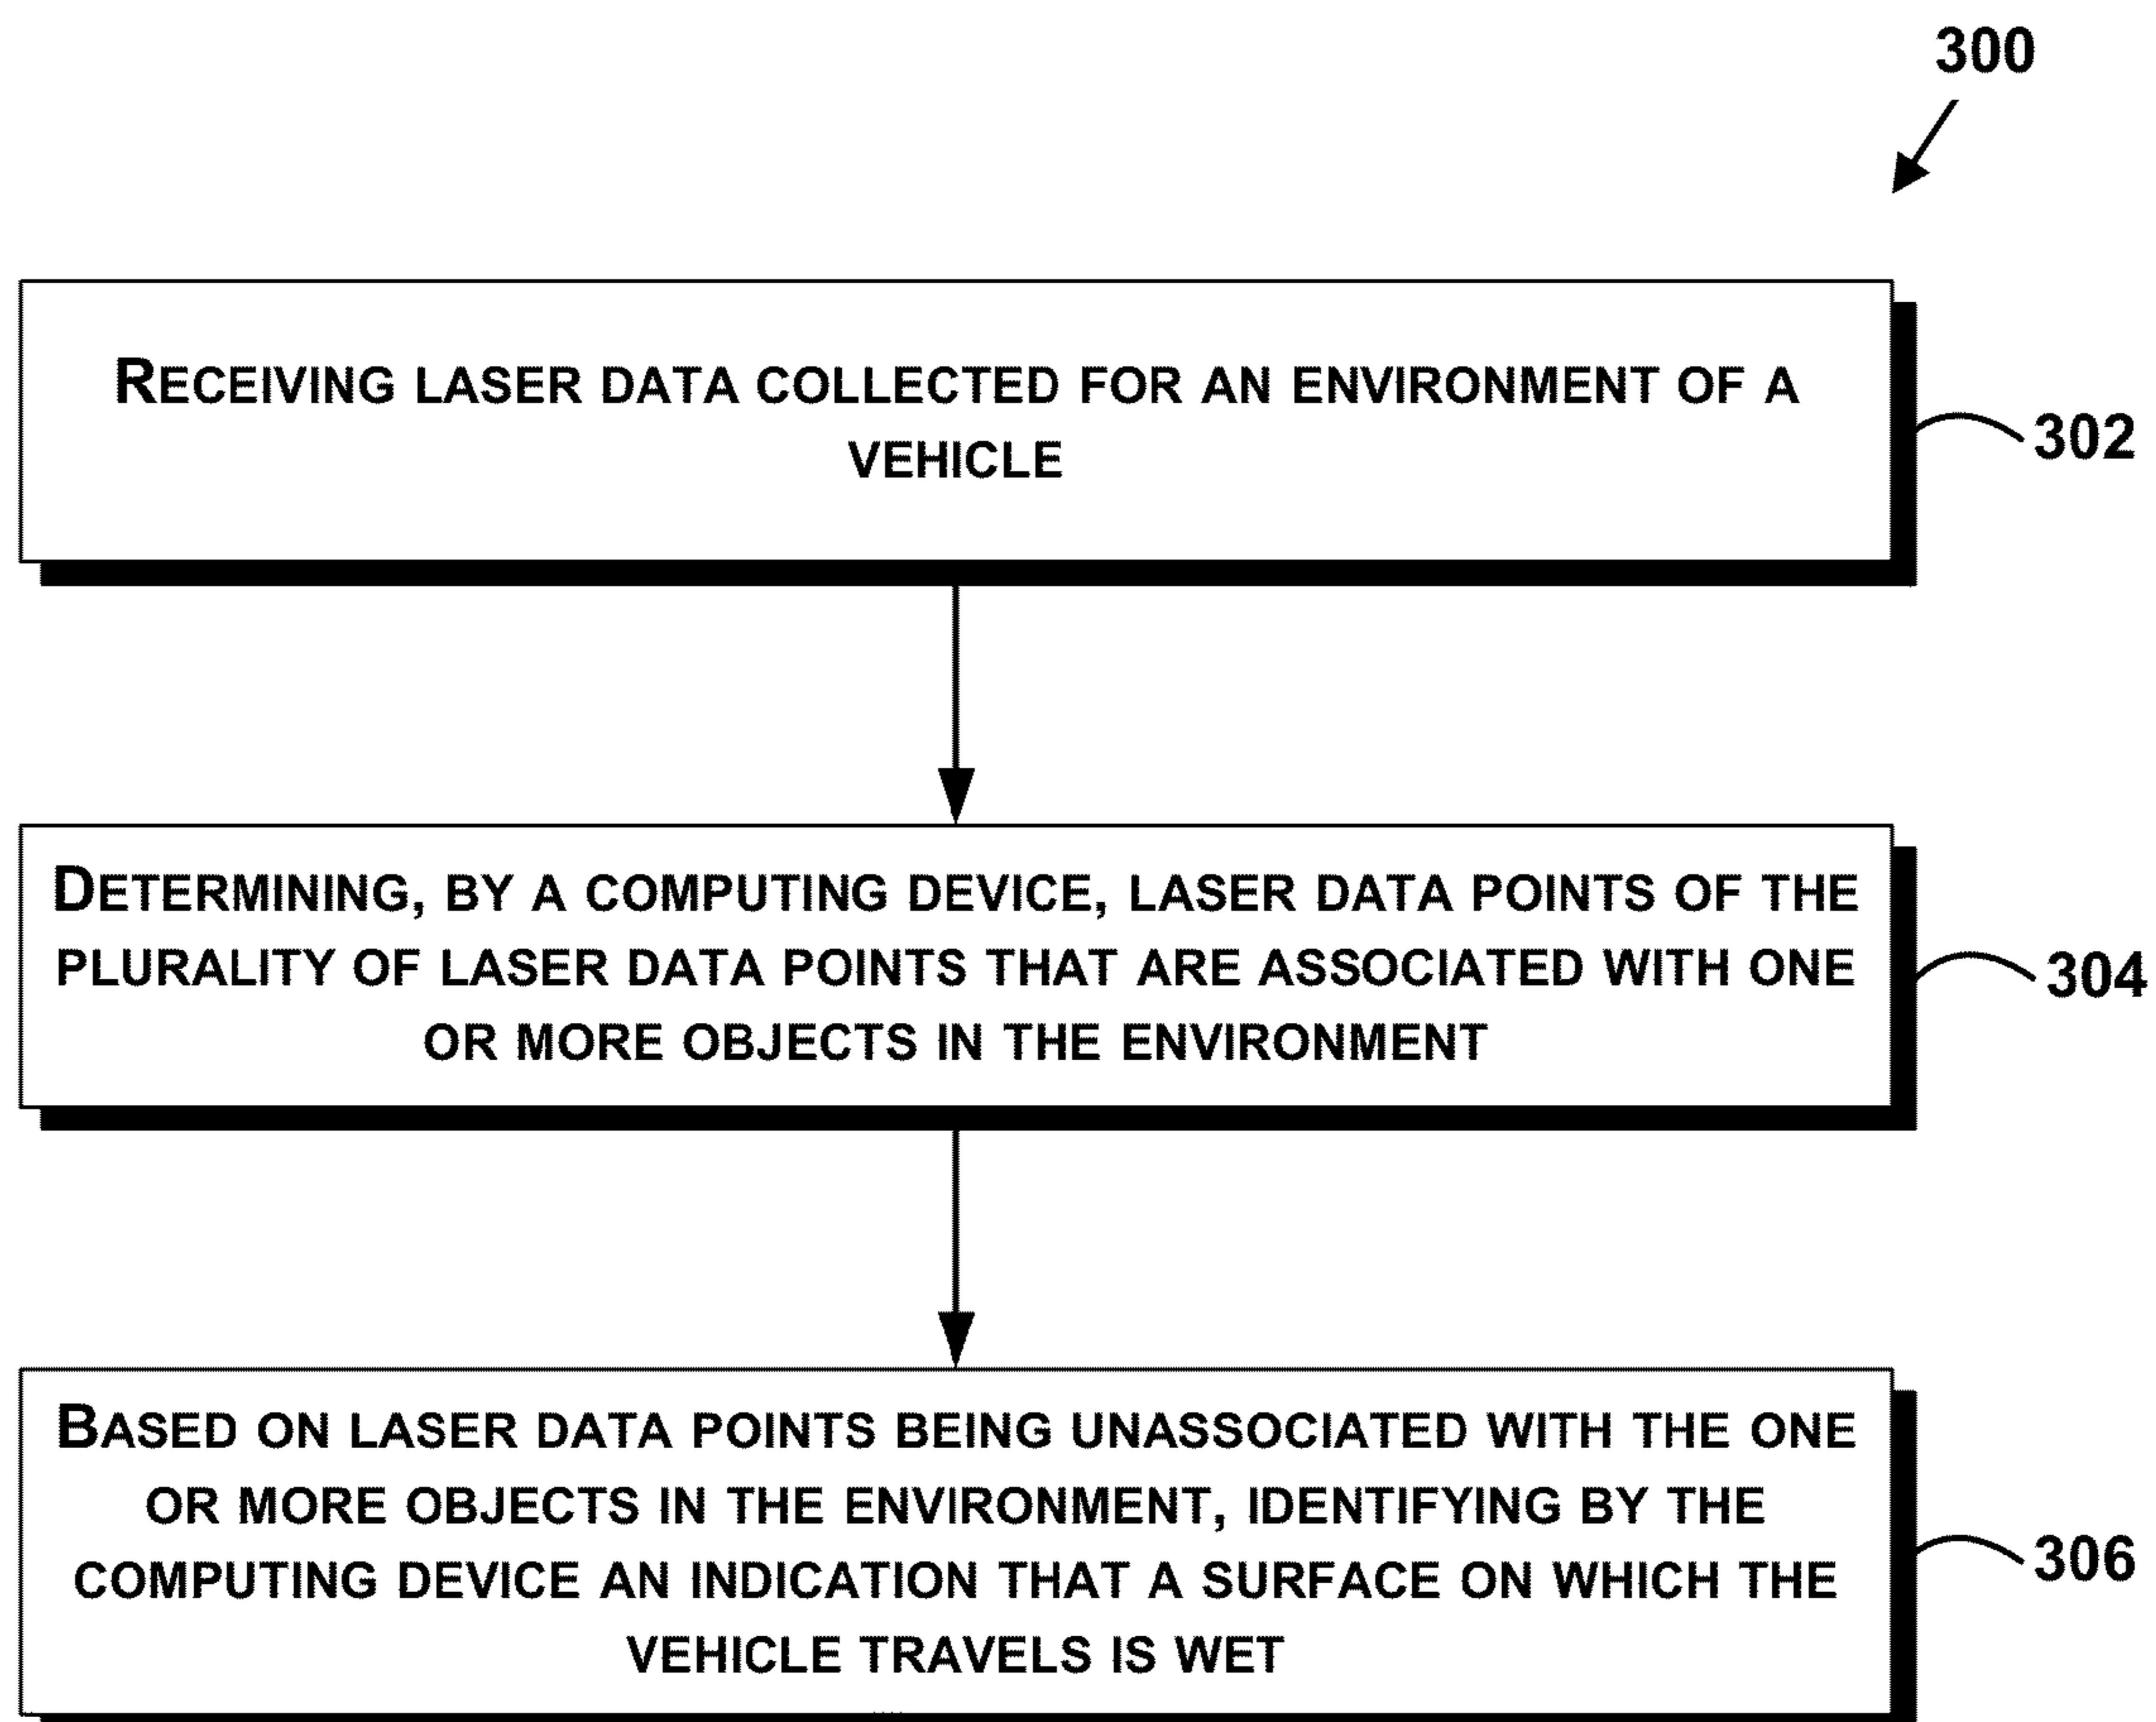 300
RECEIVING LASER DATA COLLECTED FOR AN ENVIRONMENT OF A
VEHICLE
302
DETERMINING, BY A COMPUTING DEVICE, LASER DATA POINTS OF THE
PLURALITY OF LASER DATA POINTS THAT ARE ASSOCIATED WITH ONE
OR MORE OBJECTS IN THE ENVIRONMENT
304
BASED ON LASER DATA POINTS BEING UNASSOCIATED WITH THE ONE
OR MORE OBJECTS IN THE ENVIRONMENT, IDENTIFYING BY THE
COMPUTING DEVICE AN INDICATION THAT A SURFACE ON WHICH THE
VEHICLE TRAVELS IS WET
306